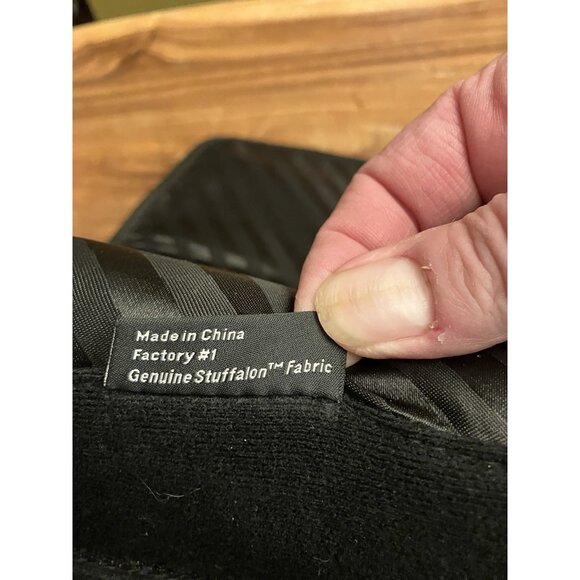 Made in China
Factory #1
Genuine Stuffalon™ Fabric